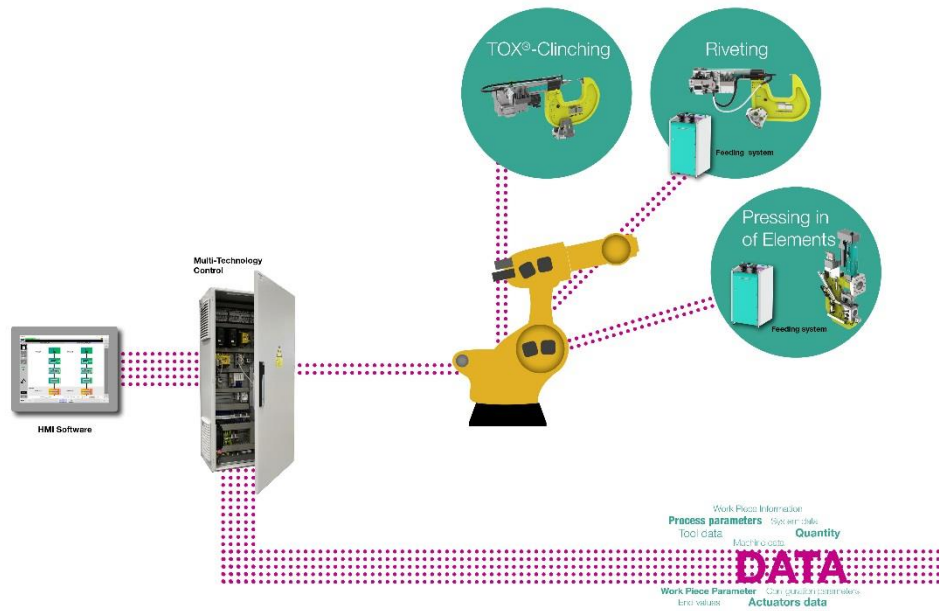 TOX®-Clinching
Riveting
Feeding system
Pressing in
of Elements
Feeding system
Multi-Technology
Control
HMI Software
Work Piece Information
Process parameters System data
Tool data Quantity
Machine data
DATA
Work Piece Parameter Configuration parameters
End values Actuators data